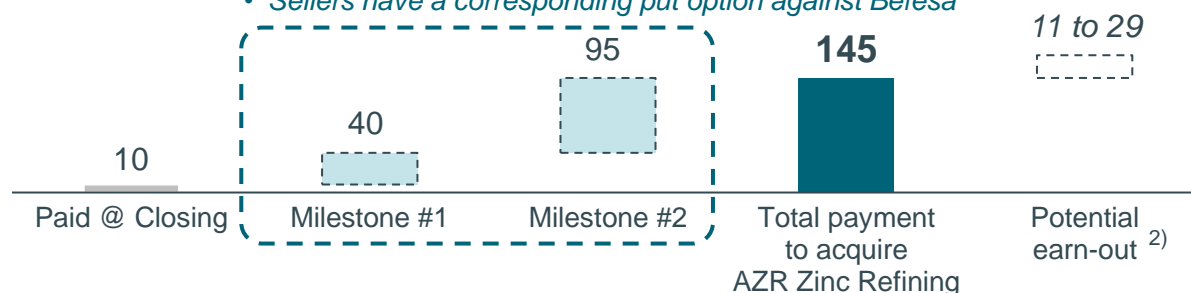 • Sellers have a corresponding put option against Befesa
11 to 29
95
145
40
10
Paid @ Closing
Milestone #1
Milestone #2
Total payment
to acquire
AZR Zinc Refining
Potential
earn-out 2)